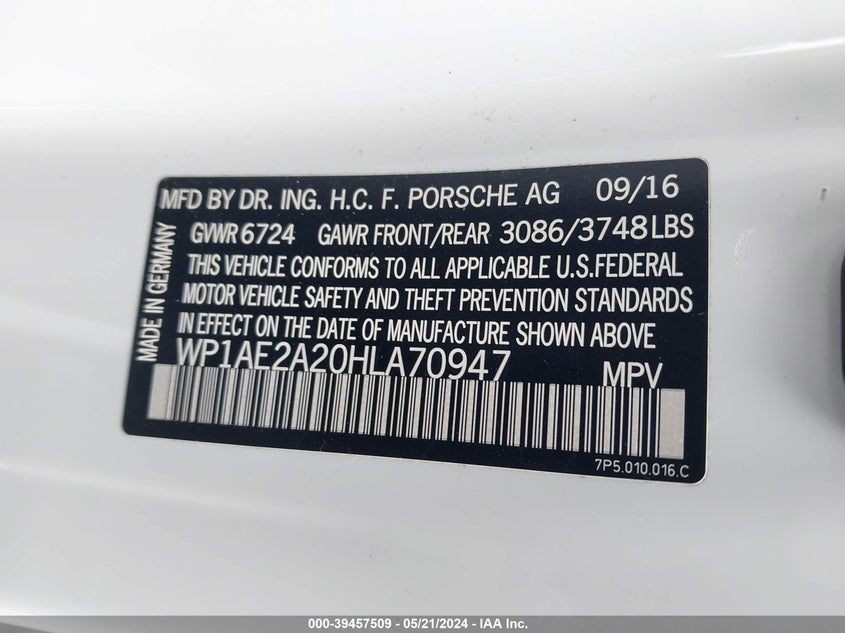 MFD BY DR. ING. H.C. F. PORSCHE AG 09/16
GVWR 6724 GAWR FRONT/REAR 3086/3748LBS
THIS VEHICLE CONFORMS TO ALL APPLICABLE U.S.FEDERAL
MOTOR VEHICLE SAFETY AND THEFT PREVENTION STANDARDS
IN EFFECT ON THE DATE OF MANUFACTURE SHOWN ABOVE
WP1AE2A20HLA70947 MPV
MADE IN GERMANY
7P5.010.016.C
000-39457509 - 05/21/2024 - IAA Inc.